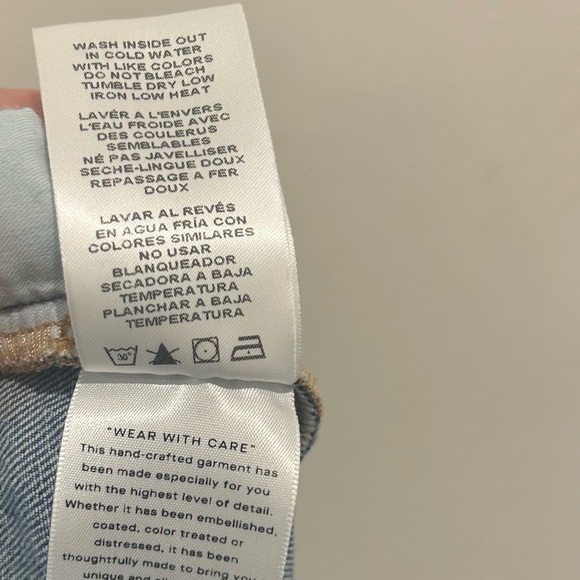 WASH INSIDE OUT
IN COLD WATER
WITH LIKE COLORS
DO NOT BLEACH
TUMBLE DRY LOW
IRON LOW HEAT
LAVÉR A L'ENVERS
L'EAU FROIDE AVEC
DES COULERUS
SEMBLABLES
NÉ PAS JAVELLISER
SECHE-LINGUE DOUX
REPASSAGE A FER
DOUX
LAVAR AL REVÉS
EN AGUA FRÍA CON
COLORES SIMILARES
NO USAR
BLANQUEADOR
SECADORA A BAJA
TEMPERATURA
PLANCHAR A BAJA
TEMPERATURA
30°
"WEAR WITH CARE"
This hand-crafted garment has
been made especially for you
with the highest level of detail.
Whether it has been embellished,
coated, color treated or
distressed, it has been
thoughtfully made to bring you
unique and